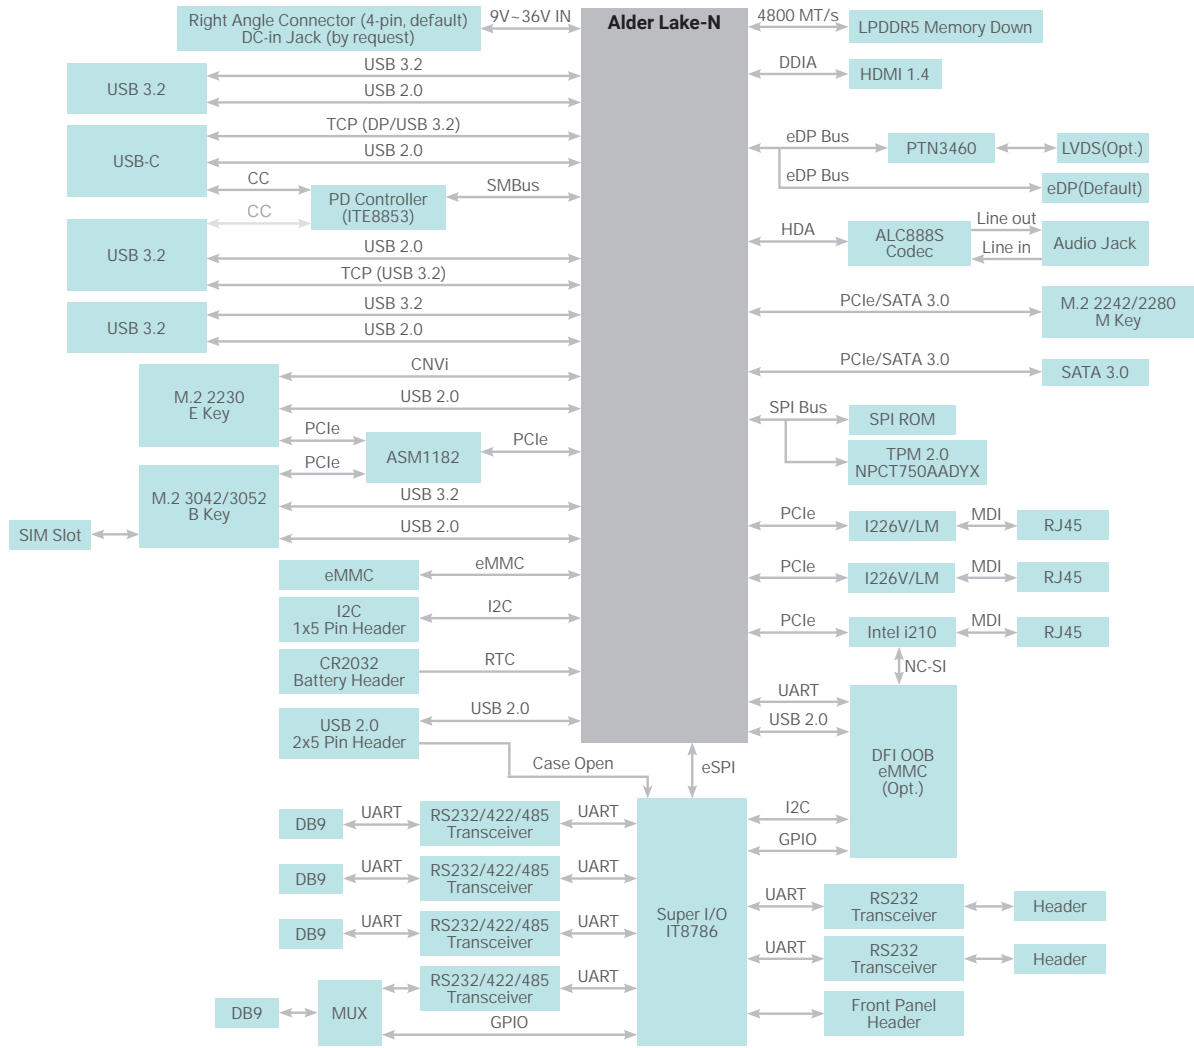 Right Angle Connector (4-pin, default)
DC-in Jack (by request)
9V~36V IN
Alder Lake-N
4800 MT/s
LPDDR5 Memory Down
USB 3.2
USB 3.2
USB 2.0
DDIA
HDMI 1.4
USB-C
TCP (DP/USB 3.2)
USB 2.0
CC
CC
PD Controller
(ITE8853)
SMBus
eDP Bus
PTN3460
LVDS(Opt.)
eDP Bus
eDP(Default)
USB 3.2
USB 2.0
TCP (USB 3.2)
HDA
ALC888S
Codec
Line out
Line in
Audio Jack
USB 3.2
USB 3.2
USB 2.0
PCIe/SATA 3.0
M.2 2242/2280
M Key
PCIe/SATA 3.0
SATA 3.0
M.2 2230
E Key
CNVi
USB 2.0
PCIe
PCIe
ASM1182
PCIe
SPI Bus
SPI ROM
TPM 2.0
NPCT750AADYX
SIM Slot
M.2 3042/3052
B Key
USB 3.2
USB 2.0
PCIe
I226V/LM
MDI
RJ45
PCIe
I226V/LM
MDI
RJ45
PCIe
Intel i210
MDI
RJ45
NC-SI
eMMC
eMMC
I2C
1x5 Pin Header
I2C
CR2032
Battery Header
RTC
USB 2.0
2x5 Pin Header
USB 2.0
Case Open
eSPI
UART
USB 2.0
DFI OOB
eMMC
(Opt.)
I2C
GPIO
DB9
UART
RS232/422/485
Transceiver
UART
DB9
UART
RS232/422/485
Transceiver
UART
DB9
UART
RS232/422/485
Transceiver
UART
RS232/422/485
Transceiver
UART
DB9
MUX
GPIO
Super I/O
IT8786
UART
RS232
Transceiver
Header
UART
RS232
Transceiver
Header
Front Panel
Header